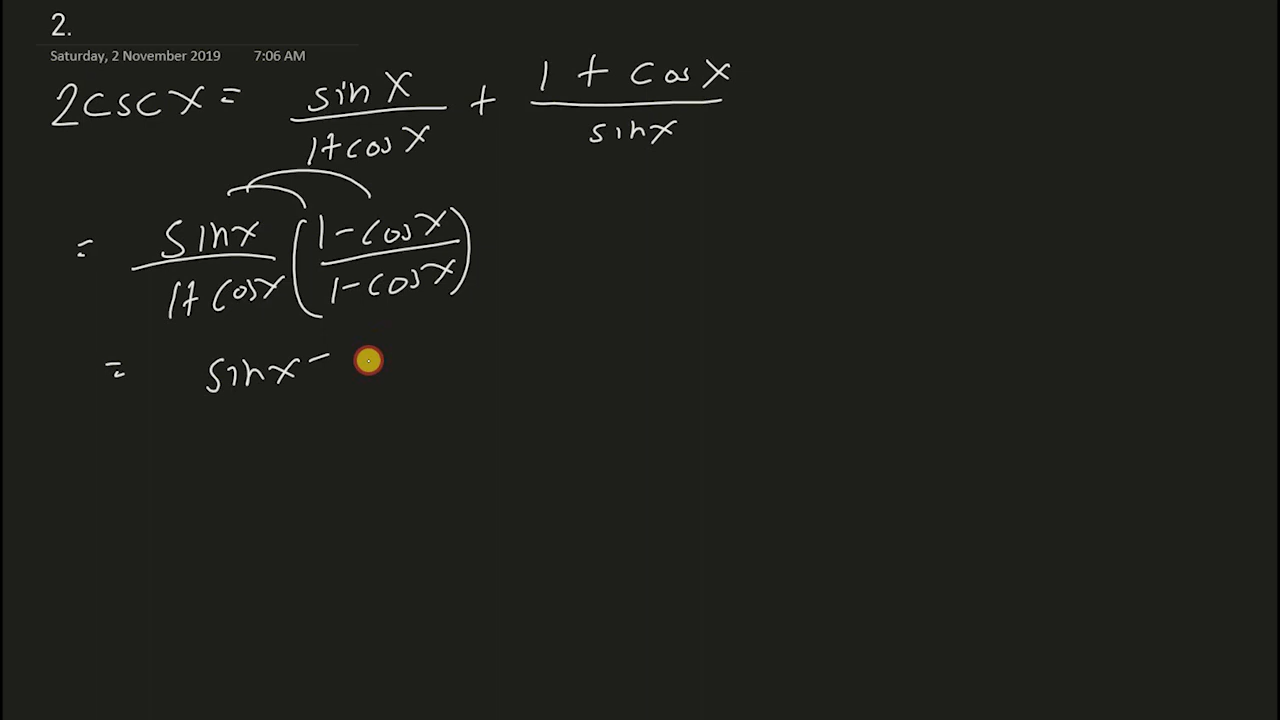 2.
Saturday, 2 November 2019 7:06 AM
2cscx = sinx/1+cosx + 1+cosx/sinx
= sinx/1+cosx (1-cosx/1-cosx)
= sinx -